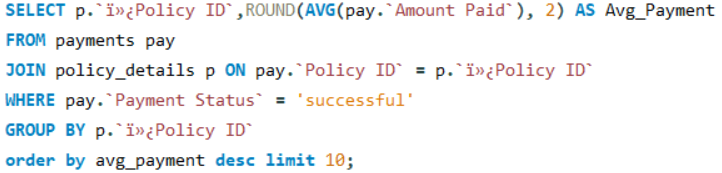 SELECT p.`ï»¿Policy ID`,ROUND(AVG(pay.`Amount Paid`), 2) AS Avg_Payment
FROM payments pay
JOIN policy_details p ON pay.`Policy ID` = p.`ï»¿Policy ID`
WHERE pay.`Payment Status` = 'successful'
GROUP BY p.`ï»¿Policy ID`
order by avg_payment desc limit 10;